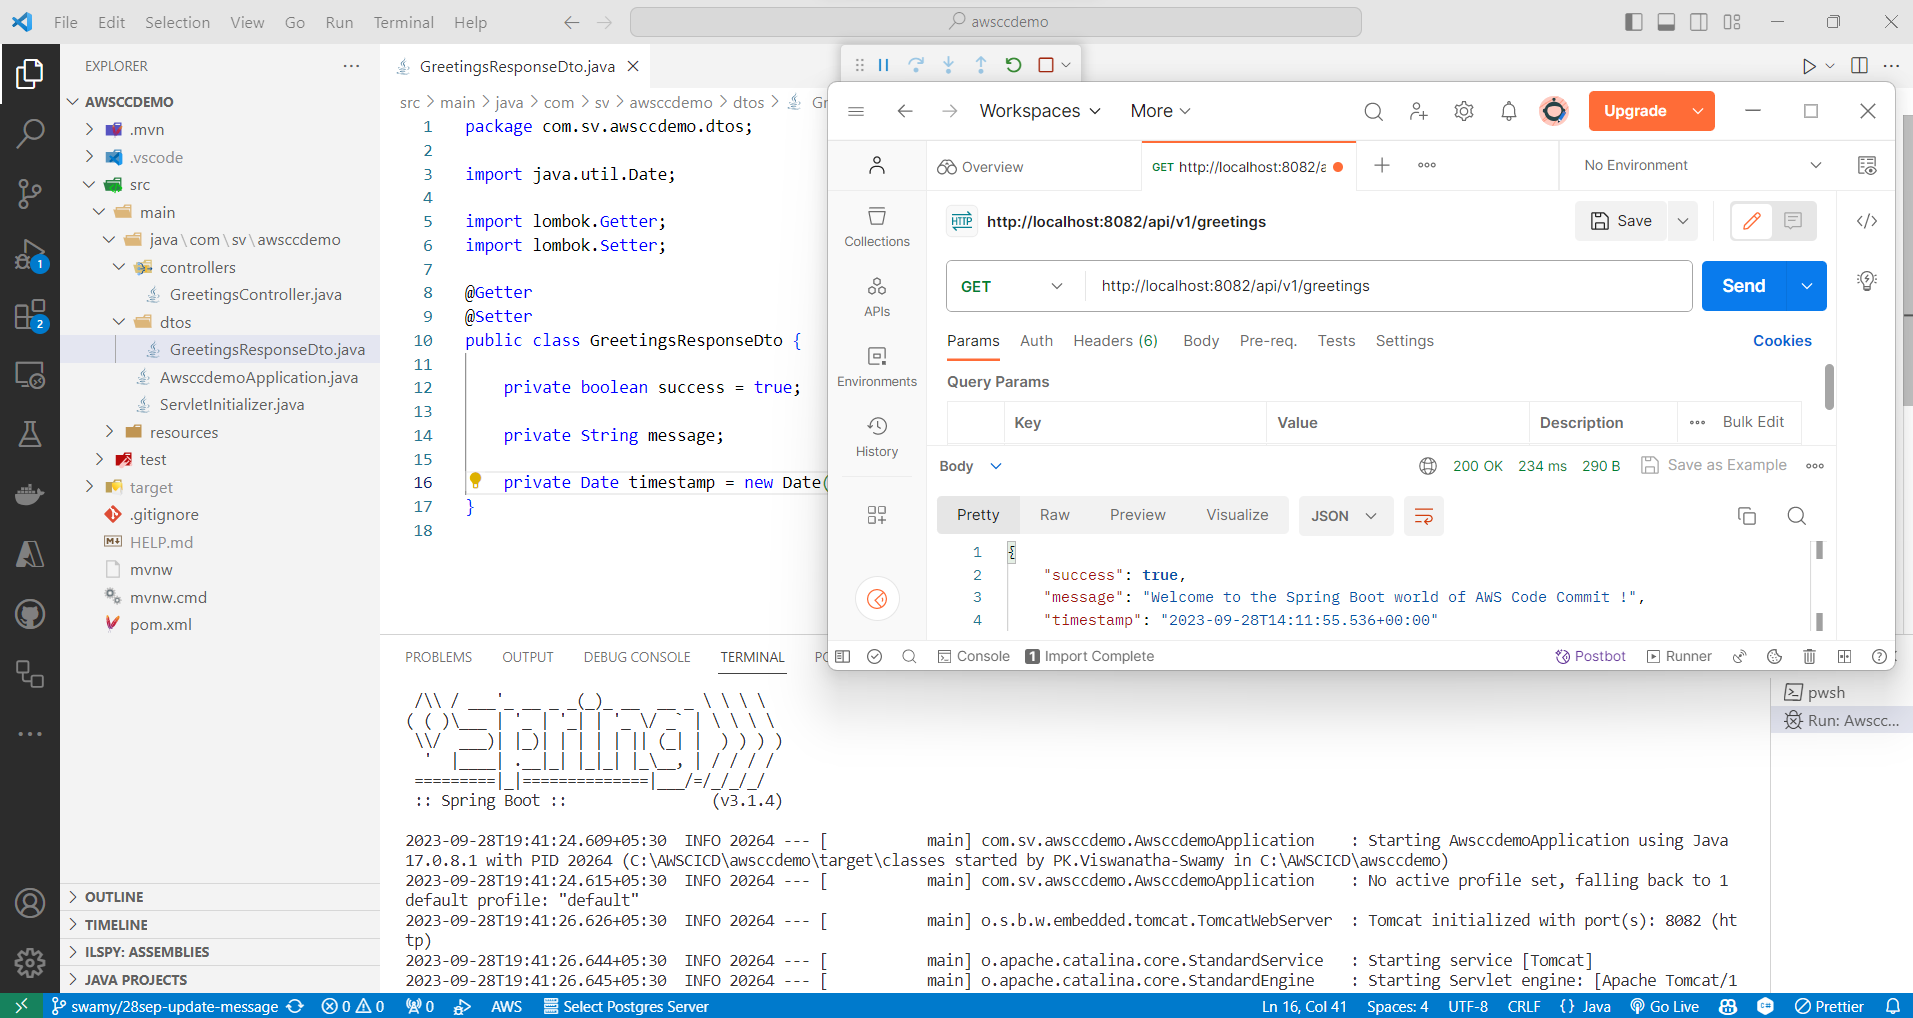 File Edit Selection View Go Run Terminal Help
awsccdemo
EXPLORER
AWSCCDEMO
.mvn
.vscode
src
main
java\com\sv\awsccdemo
controllers
GreetingsController.java
dtos
GreetingsResponseDto.java
AwsccdemoApplication.java
ServletInitializer.java
resources
test
target
.gitignore
HELP.md
mvnw
mvnw.cmd
pom.xml
OUTLINE
TIMELINE
ILSPY: ASSEMBLIES
JAVA PROJECTS
1
2
GreetingsResponseDto.java
src > main > java > com > sv > awsccdemo > dtos > Gr
1 package com.sv.awsccdemo.dtos;
2
3 import java.util.Date;
4
5 import lombok.Getter;
6 import lombok.Setter;
7
8 @Getter
9 @Setter
10 public class GreetingsResponseDto {
11
12 private boolean success = true;
13
14 private String message;
15
16 private Date timestamp = new Date(
17 }
18
Workspaces More
Upgrade
Overview
GET http://localhost:8082/a
No Environment
Collections
APIs
Environments
History
HTTP http://localhost:8082/api/v1/greetings
Save
GET http://localhost:8082/api/v1/greetings
Send
Params Auth Headers (6) Body Pre-req. Tests Settings
Cookies
Query Params
Key Value Description Bulk Edit
Body
200 OK 234 ms 290 B Save as Example
Pretty Raw Preview Visualize JSON
1 {
2 "success": true,
3 "message": "Welcome to the Spring Boot world of AWS Code Commit !",
4 "timestamp": "2023-09-28T14:11:55.536+00:00"
Console 1 Import Complete
Postbot Runner
PROBLEMS OUTPUT DEBUG CONSOLE TERMINAL
pwsh
Run: Awscc...
:: Spring Boot :: (v3.1.4)
2023-09-28T19:41:24.609+05:30 INFO 20264 --- [ main] com.sv.awsccdemo.AwsccdemoApplication : Starting AwsccdemoApplication using Java
17.0.8.1 with PID 20264 (C:\AWSCICD\awsccdemo\target\classes started by PK.Viswanatha-Swamy in C:\AWSCICD\awsccdemo)
2023-09-28T19:41:24.615+05:30 INFO 20264 --- [ main] com.sv.awsccdemo.AwsccdemoApplication : No active profile set, falling back to 1
default profile: "default"
2023-09-28T19:41:26.626+05:30 INFO 20264 --- [ main] o.s.b.w.embedded.tomcat.TomcatWebServer : Tomcat initialized with port(s): 8082 (ht
tp)
2023-09-28T19:41:26.644+05:30 INFO 20264 --- [ main] o.apache.catalina.core.StandardService : Starting service [Tomcat]
2023-09-28T19:41:26.645+05:30 INFO 20264 --- [ main] o.apache.catalina.core.StandardEngine : Starting Servlet engine: [Apache Tomcat/1
swamy/28sep-update-message 0 0 0 AWS Select Postgres Server
Ln 16, Col 41 Spaces: 4 UTF-8 CRLF {} Java Go Live Prettier